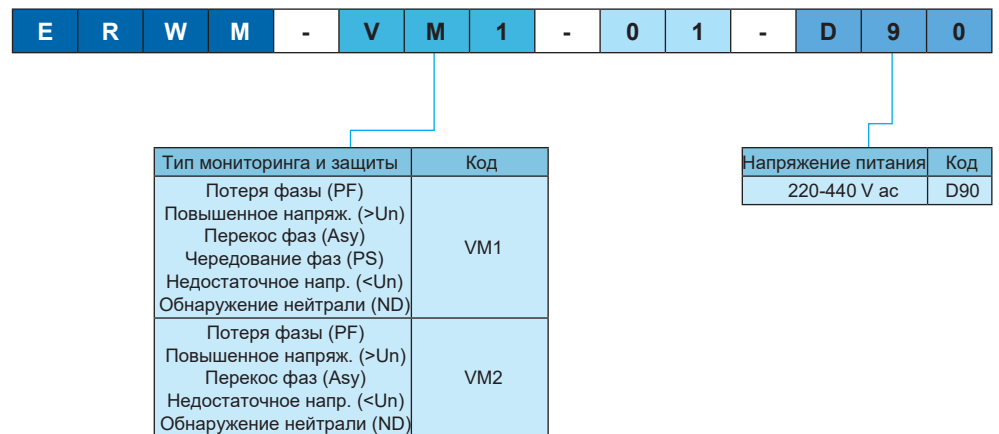 E R W M - V M 1 - 0 1 - D 9 0
Тип мониторинга и защиты Код
Потеря фазы (PF)
Повышенное напряж. (>Un)
Перекос фаз (Asy)
Чередование фаз (PS)
Недостаточное напр. (<Un)
Обнаружение нейтрали (ND)
VM1
Потеря фазы (PF)
Повышенное напряж. (>Un)
Перекос фаз (Asy)
Недостаточное напр. (<Un)
Обнаружение нейтрали (ND)
VM2
Напряжение питания Код
220-440 V ac D90